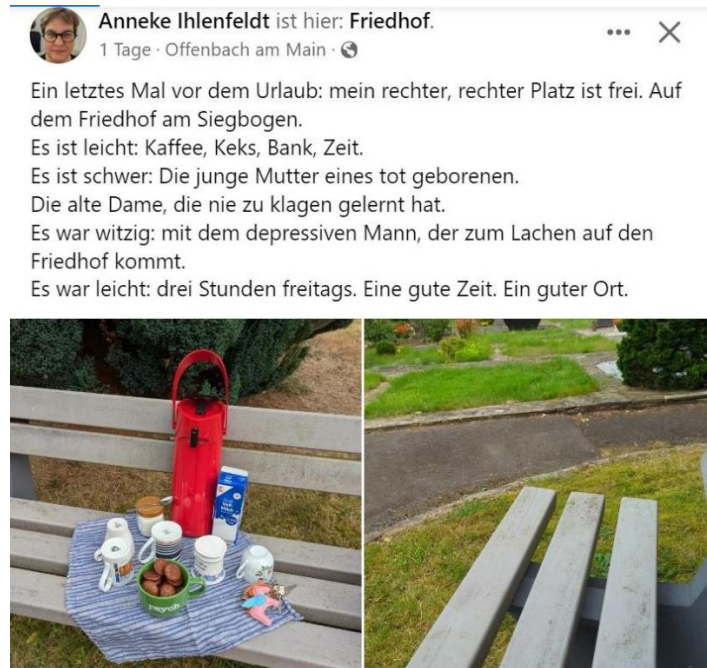 Anneke Ihlenfeldt ist hier: Friedhof.
1 Tage · Offenbach am Main ·
Ein letztes Mal vor dem Urlaub: mein rechter, rechter Platz ist frei. Auf
dem Friedhof am Siegbogen.
Es ist leicht: Kaffee, Keks, Bank, Zeit.
Es ist schwer: Die junge Mutter eines tot geborenen.
Die alte Dame, die nie zu klagen gelernt hat.
Es war witzig: mit dem depressiven Mann, der zum Lachen auf den
Friedhof kommt.
Es war leicht: drei Stunden freitags. Eine gute Zeit. Ein guter Ort.